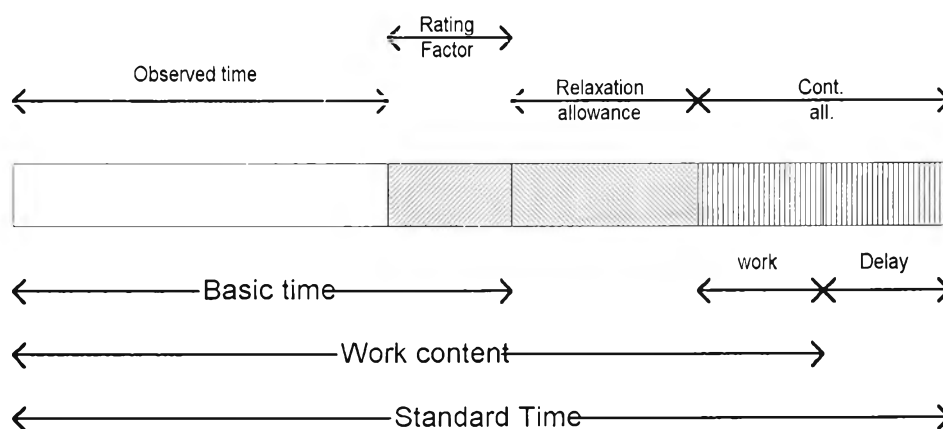 Rating
Factor
Observed time
Relaxation
allowance
Cont.
all.
work
Delay
Basic time
Work content
Standard Time